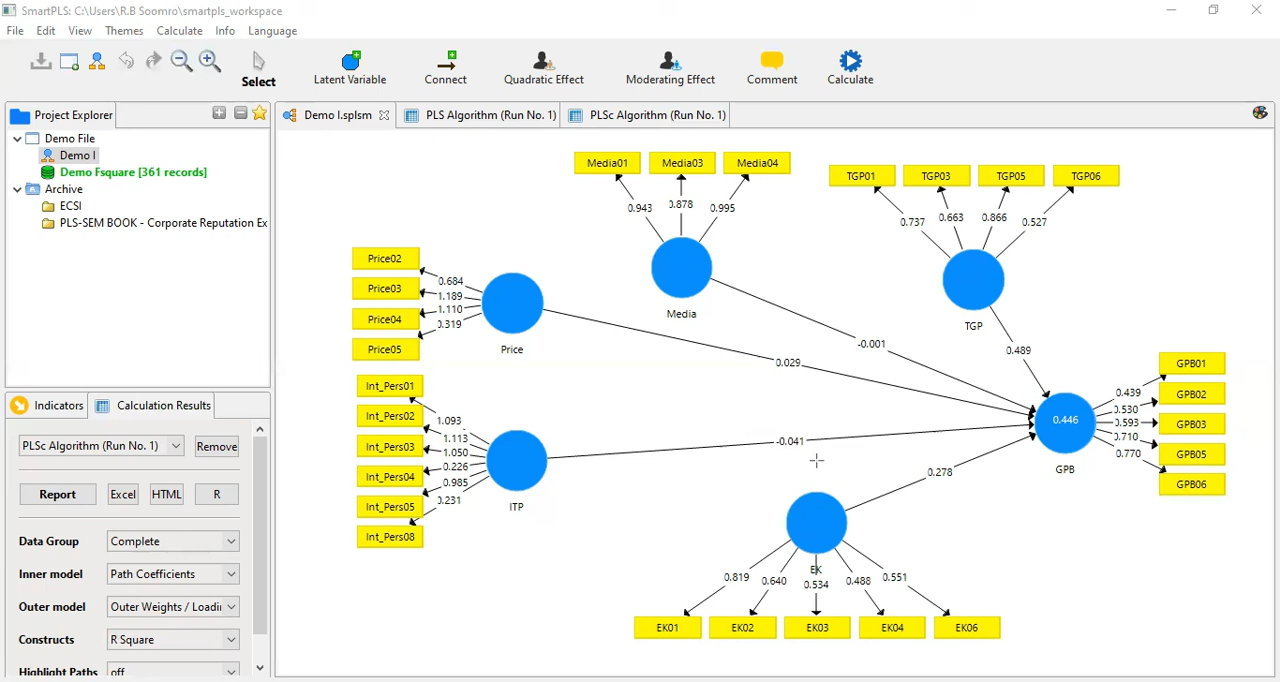 SmartPLS: C:\Users\R.B Soomro\smartpls_workspace
File Edit View Themes Calculate Info Language
Select
Latent Variable
Connect
Quadratic Effect
Moderating Effect
Comment
Calculate
Project Explorer
Demo File
Demo I
Demo Fsquare [361 records]
Archive
ECSI
PLS-SEM BOOK - Corporate Reputation Ex
Indicators
Calculation Results
PLSc Algorithm (Run No. 1)
Remove
Report
Excel
HTML
R
Data Group
Complete
Inner model
Path Coefficients
Outer model
Outer Weights / Loadin
Constructs
R Square
Highlight Paths
off
Demo I.splsm
PLS Algorithm (Run No. 1)
PLSc Algorithm (Run No. 1)
Media01
Media03
Media04
0.943
0.878
0.995
Media
TGP01
TGP03
TGP05
TGP06
0.737
0.663
0.866
0.527
TGP
Price02
Price03
Price04
Price05
0.684
1.189
1.110
0.319
Price
Int_Pers01
Int_Pers02
Int_Pers03
Int_Pers04
Int_Pers05
Int_Pers08
1.093
1.113
1.050
0.226
0.985
0.231
ITP
-0.001
0.029
0.489
-0.041
0.278
0.446
GPB
0.439
0.530
0.593
0.710
0.770
GPB01
GPB02
GPB03
GPB05
GPB06
EK
0.819
0.640
0.534
0.488
0.551
EK01
EK02
EK03
EK04
EK06